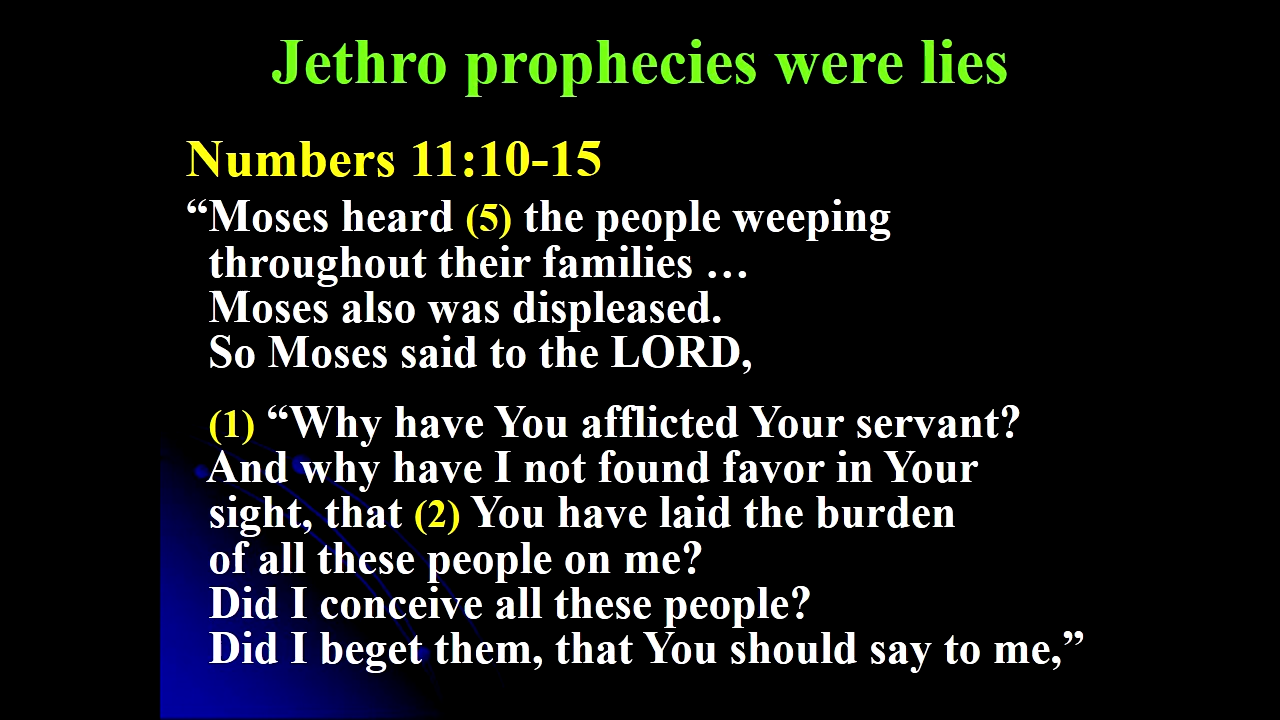 Jethro prophecies were lies
Numbers 11:10-15
“Moses heard (5) the people weeping
throughout their families …
Moses also was displeased.
So Moses said to the LORD,
(1) “Why have You afflicted Your servant?
And why have I not found favor in Your
sight, that (2) You have laid the burden
of all these people on me?
Did I conceive all these people?
Did I beget them, that You should say to me,”